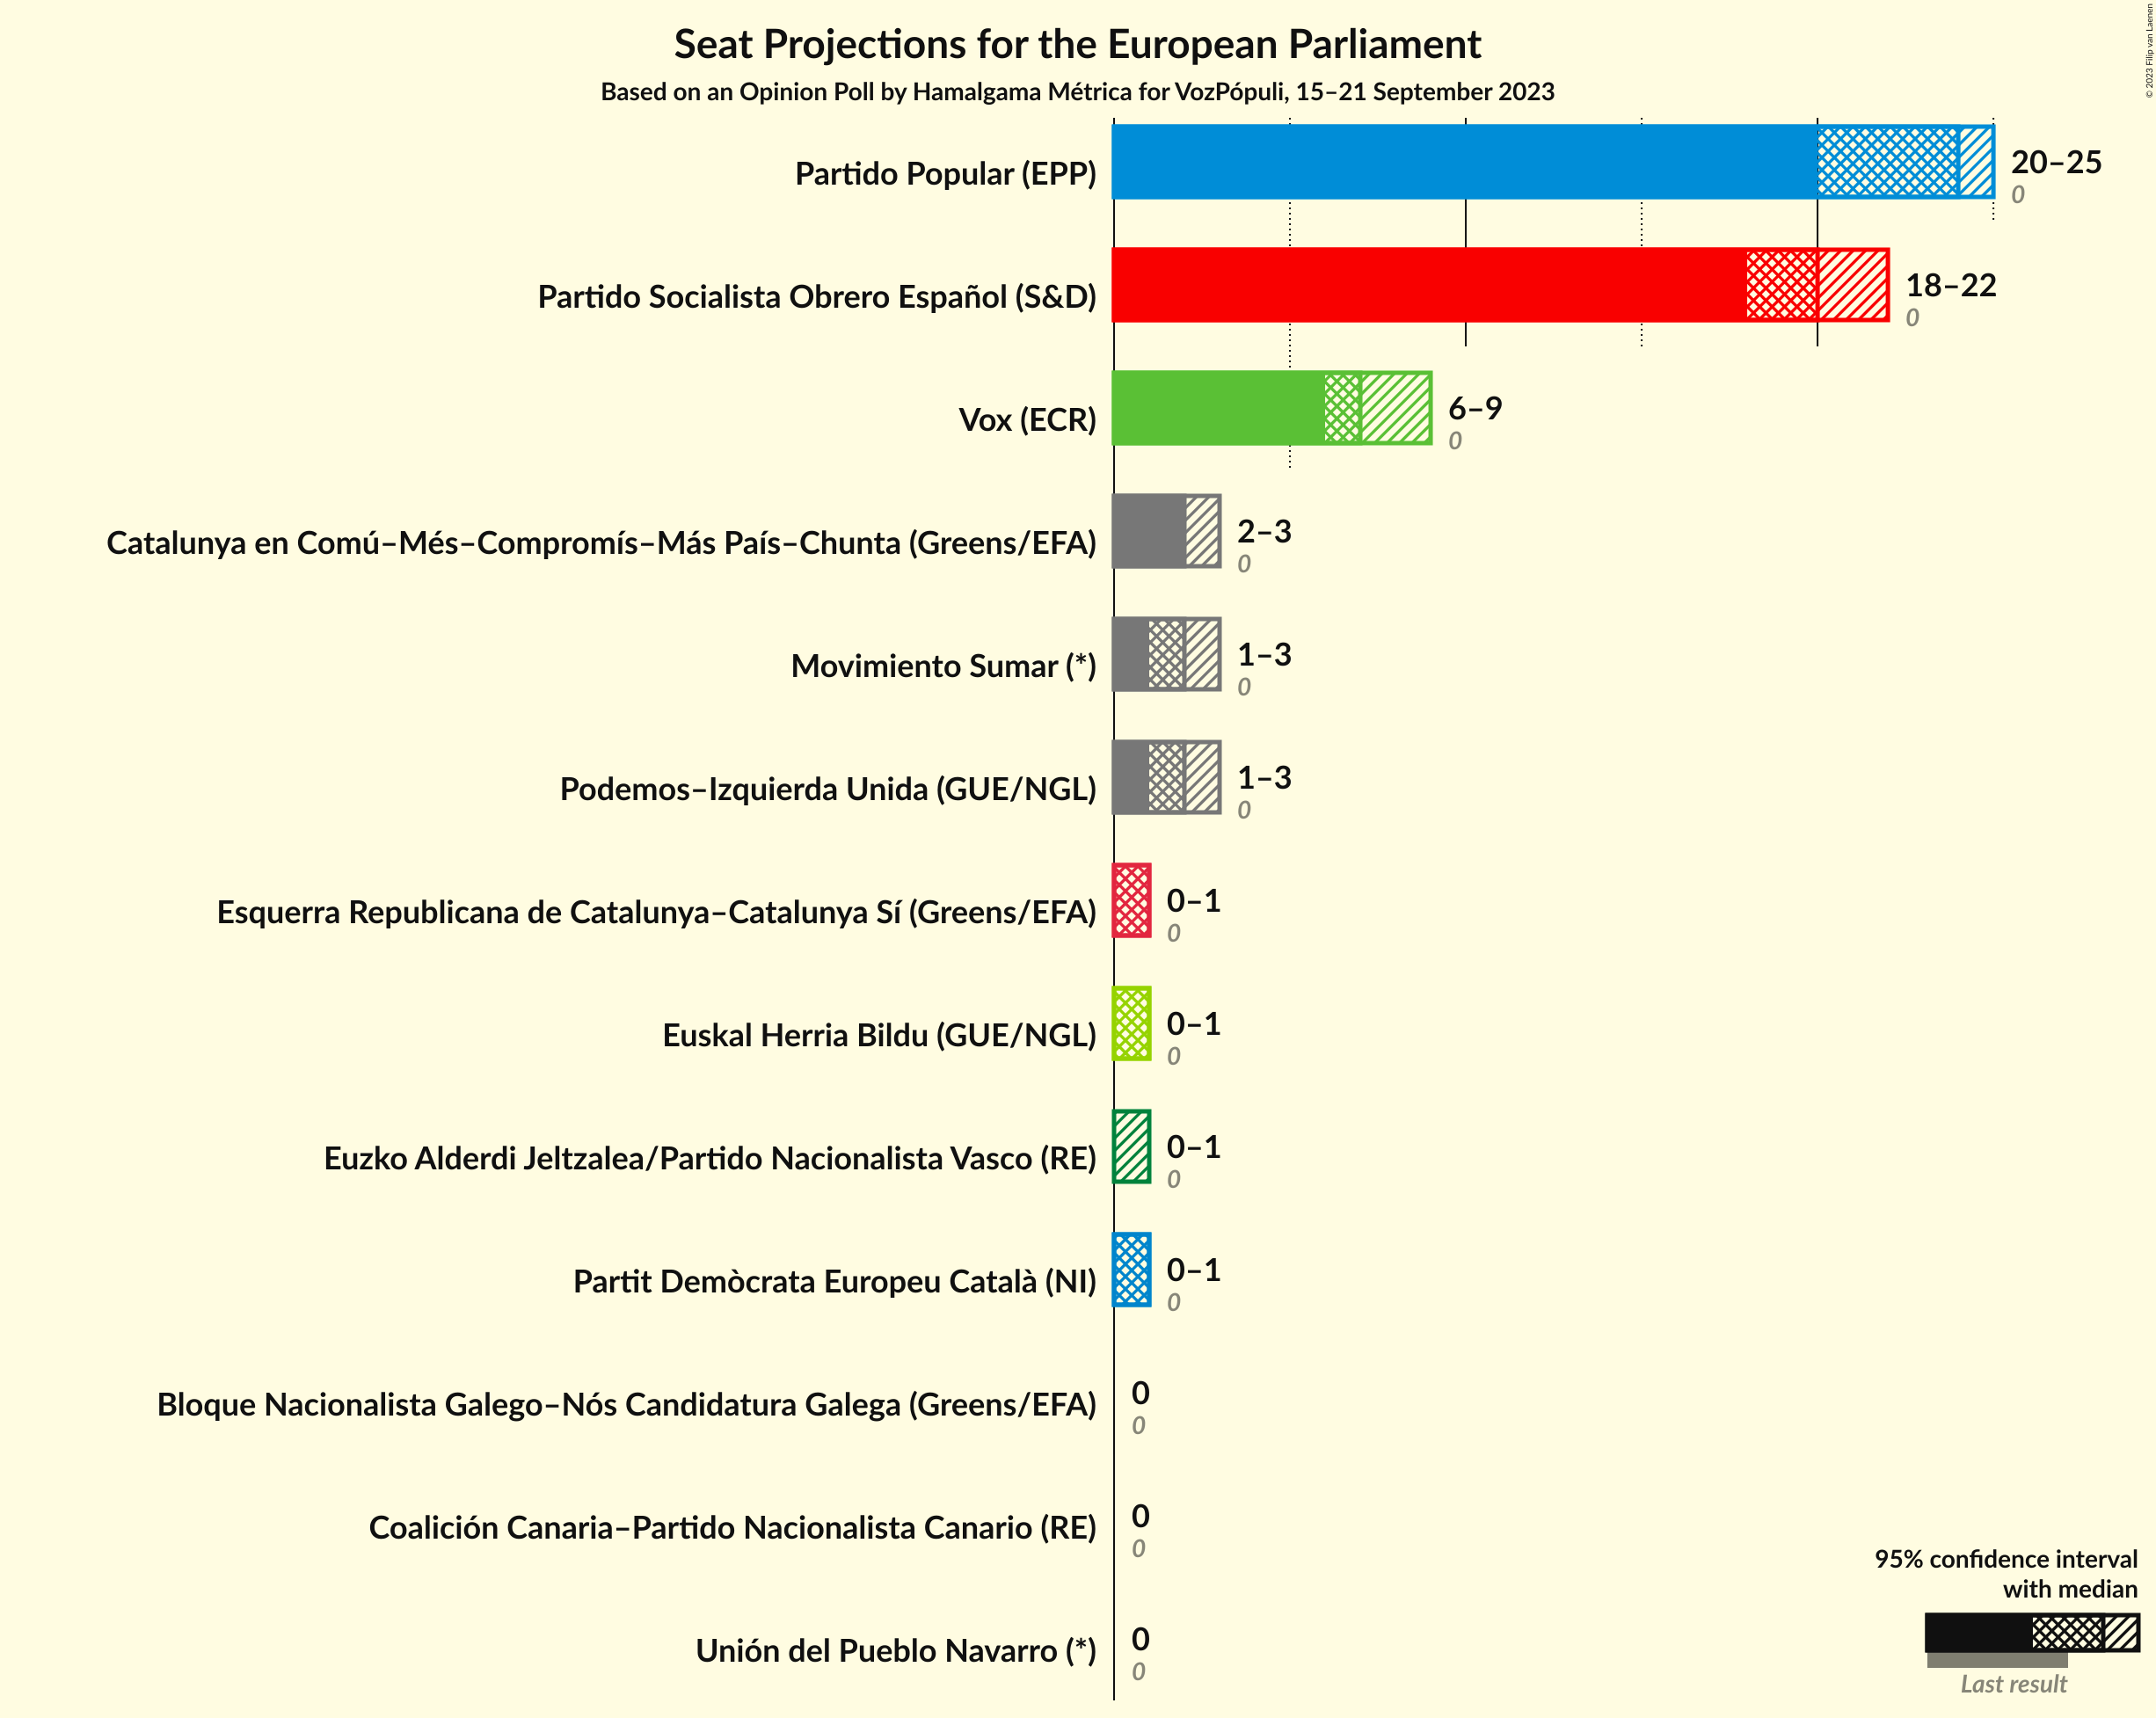 Seat Projections for the European Parliament
Based on an Opinion Poll by Hamalgama Métrica for VozPópuli, 15–21 September 2023
© 2023 Filip van Laenen
Partido Popular (EPP)
20–25
0
Partido Socialista Obrero Español (S&D)
18–22
0
Vox (ECR)
6–9
0
Catalunya en Comú–Més–Compromís–Más País–Chunta (Greens/EFA)
2–3
0
Movimiento Sumar (*)
1–3
0
Podemos–Izquierda Unida (GUE/NGL)
1–3
0
Esquerra Republicana de Catalunya–Catalunya Sí (Greens/EFA)
0–1
0
Euskal Herria Bildu (GUE/NGL)
0–1
0
Euzko Alderdi Jeltzalea/Partido Nacionalista Vasco (RE)
0–1
0
Partit Demòcrata Europeu Català (NI)
0–1
0
Bloque Nacionalista Galego–Nós Candidatura Galega (Greens/EFA)
0
0
Coalición Canaria–Partido Nacionalista Canario (RE)
0
0
Unión del Pueblo Navarro (*)
0
0
95% confidence interval
with median
Last result